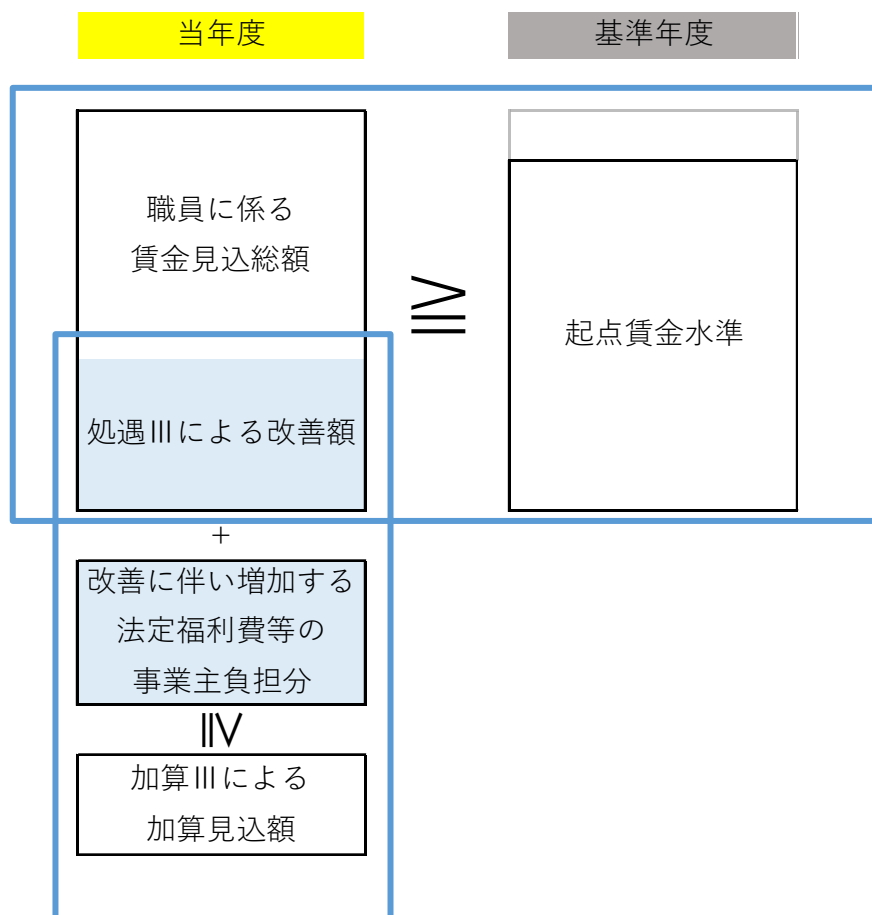 当年度
基準年度
職員に係る
賃金見込総額
≧
起点賃金水準
処遇Ⅲによる改善額
+
改善に伴い増加する
法定福利費等の
事業主負担分
≧
加算Ⅲによる
加算見込額